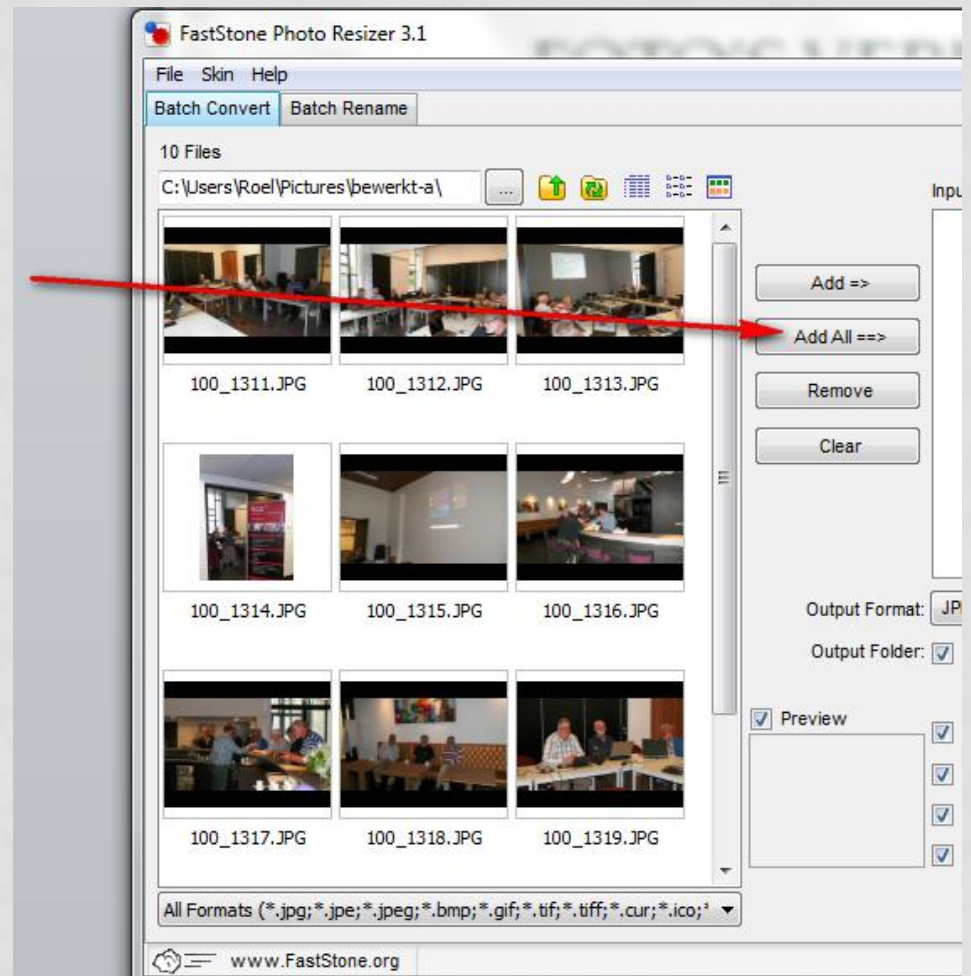 FastStone Photo Resizer 3.1
File Skin Help
Batch Convert Batch Rename
10 Files
C:\Users\Roel\Pictures\bewerkt-a\ ...
Add =>
Add All ==>
Remove
Clear
100_1311.JPG 100_1312.JPG 100_1313.JPG
100_1314.JPG 100_1315.JPG 100_1316.JPG
Output Format:
Output Folder:
Preview
100_1317.JPG 100_1318.JPG 100_1319.JPG
All Formats (*.jpg;*.jpe;*.jpeg;*.bmp;*.gif;*.tif;*.tiff;*.cur;*.ico;*
www.FastStone.org